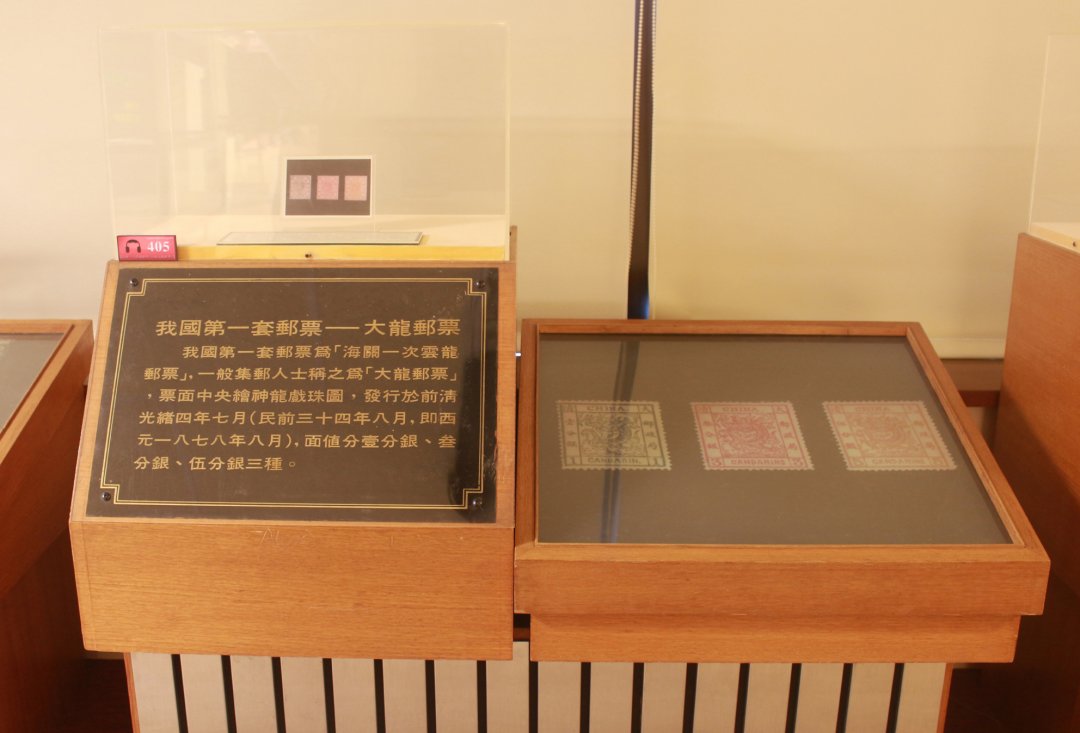 405
我國第一套郵票——大龍郵票
我國第一套郵票爲「海關一次雲龍
郵票」，一般集郵人士稱之爲「大龍郵票」
，票面中央繪神龍戲珠圖，發行於前清
光緒四年七月（民前三十四年八月，即西
元一八七八年八月），面値分壹分銀、叁
分銀、伍分銀三種。
CHINA
CANDARIN
1
CHINA
3 CANDARINS 3
CHINA